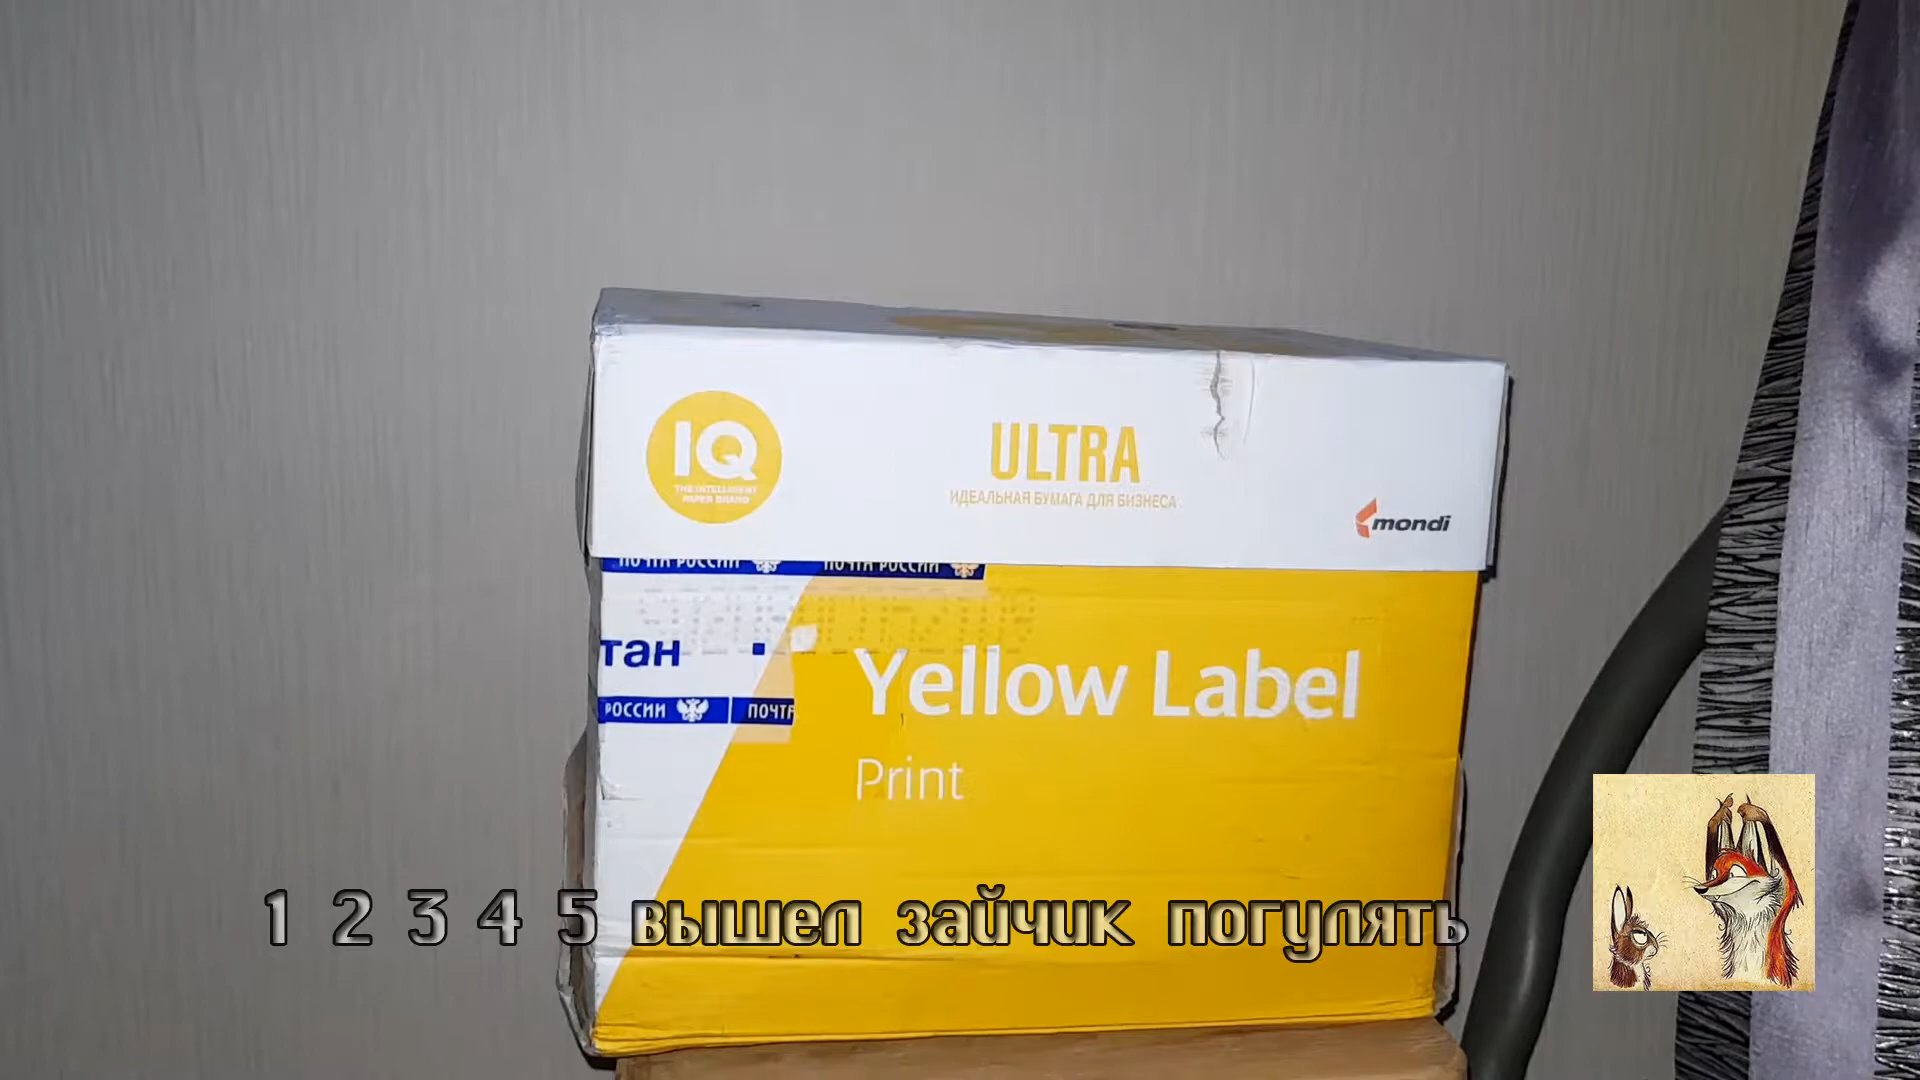 IQ
THE INTELLIGENT
PAPER BRAND
ULTRA
ИДЕАЛЬНАЯ БУМАГА ДЛЯ БИЗНЕСА
mondi
ПОЧТА РОССИИ ПОЧТА РОССИИ
тан
РОССИИ ПОЧТА
Yellow Label
Print
1 2 3 4 5 вышел зайчик погулять